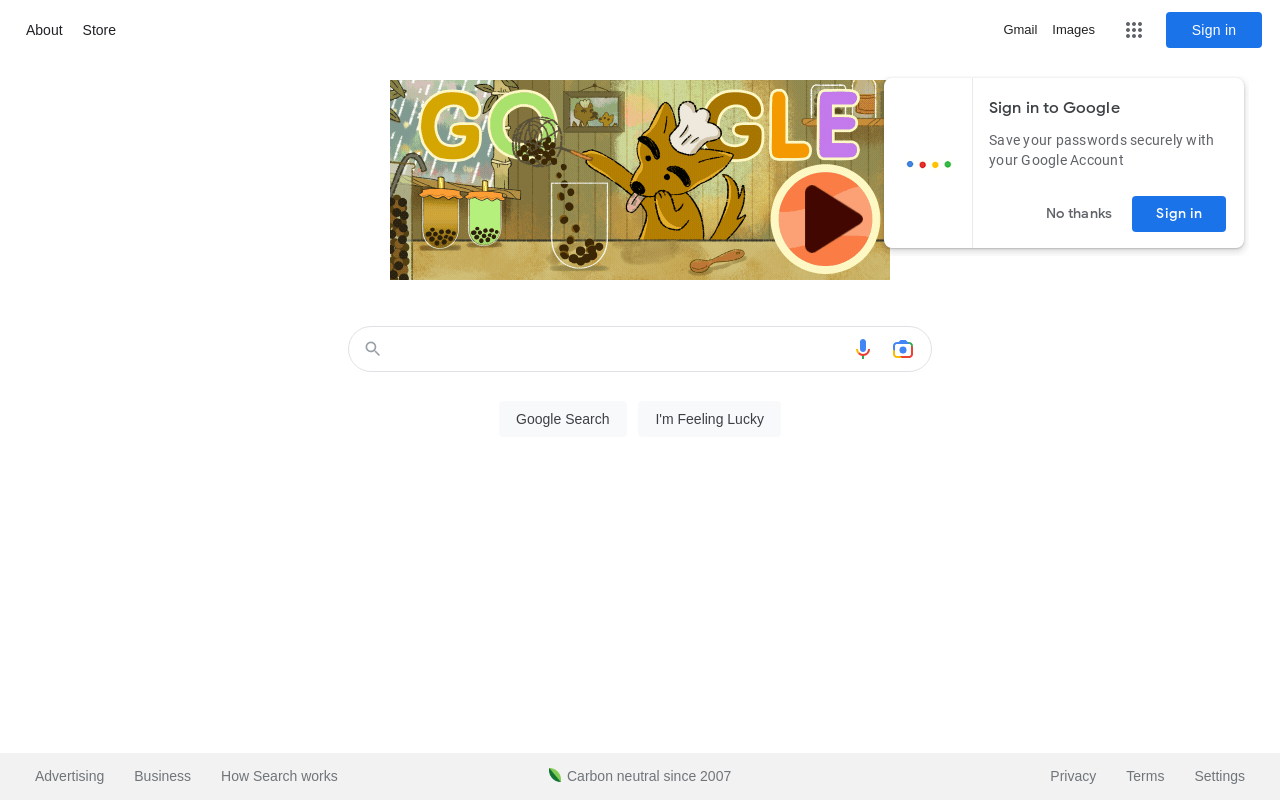 About Store
Gmail Images Sign in
GOOGLE
Sign in to Google
Save your passwords securely with
your Google Account
No thanks Sign in
Google Search I'm Feeling Lucky
Advertising Business How Search works
Carbon neutral since 2007
Privacy Terms Settings